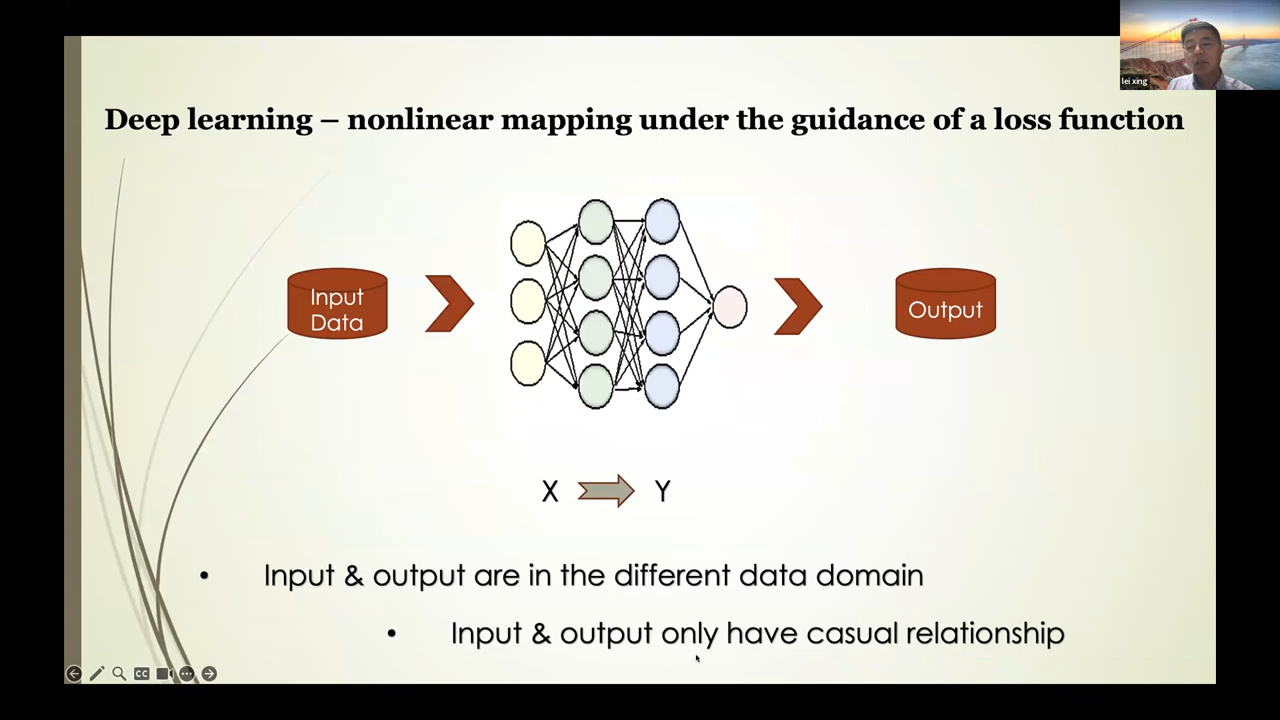 lei xing
Deep learning – nonlinear mapping under the guidance of a loss function
Input
Data
Output
X
Y
• Input & output are in the different data domain
• Input & output only have casual relationship
CC